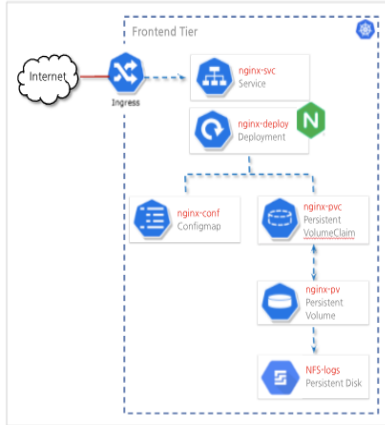 Frontend Tier
Internet
Ingress
nginx-svc
Service
nginx-deploy
Deployment
N
nginx-conf
Configmap
nginx-pvc
Persistent
VolumeClaim
nginx-pv
Persistent
Volume
NFS-logs
Persistent Disk